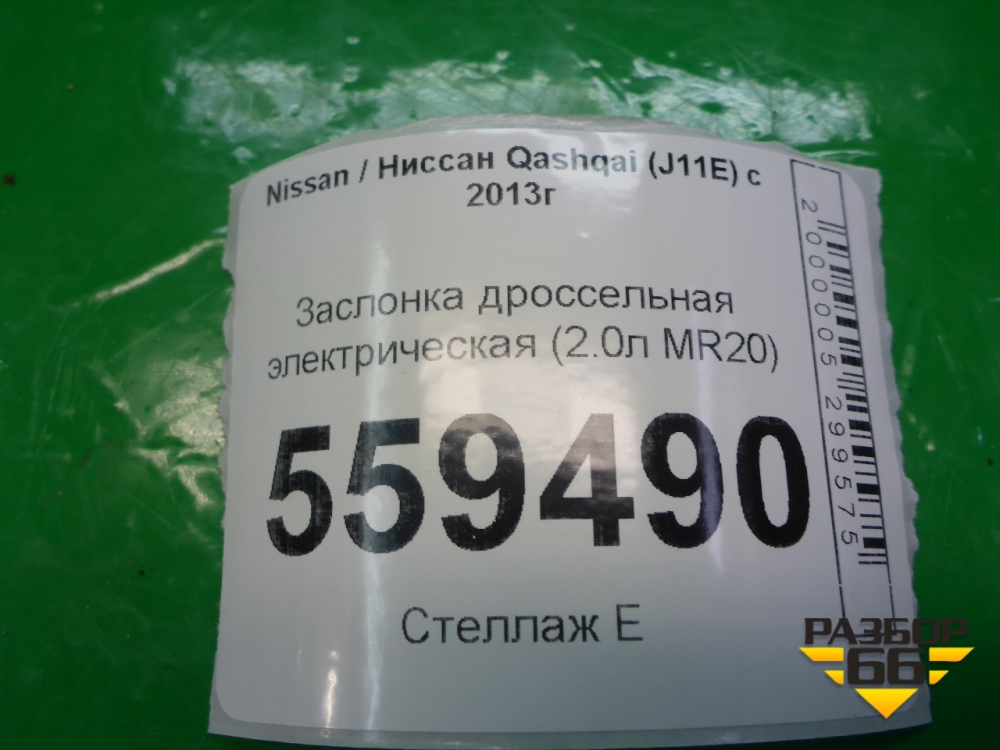 Nissan / Ниссан Qashqai (J11E) с
2013г
Заслонка дроссельная
электрическая (2.0л MR20)
559490
Стеллаж Е
2000005299575
РАЗБОР
66